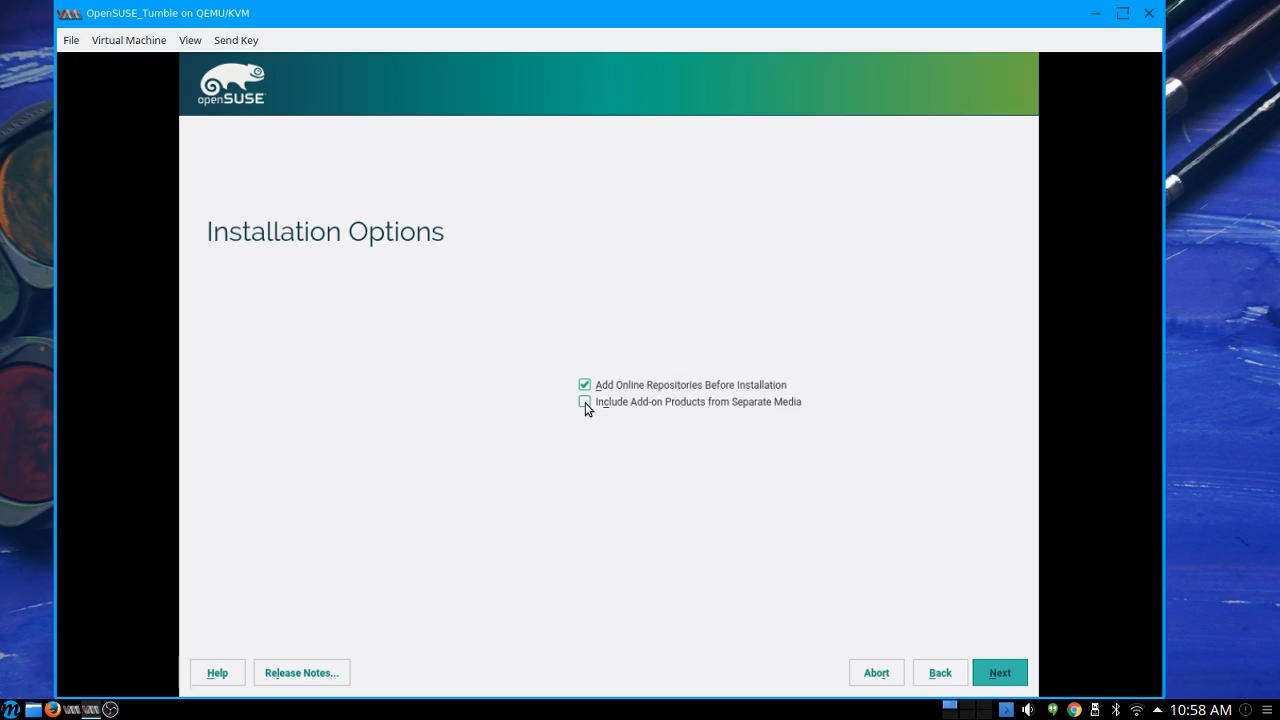 OpenSUSE_Tumble on QEMU/KVM
File Virtual Machine View Send Key
openSUSE
Installation Options
Add Online Repositories Before Installation
Include Add-on Products from Separate Media
Help Release Notes... Abort Back Next
10:58 AM